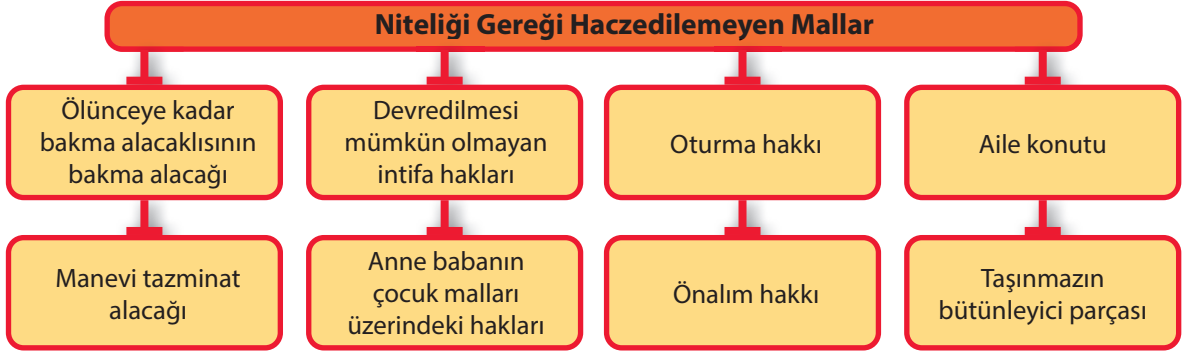 Niteliği Gereği Haczedilemeyen Mallar
Ölünceye kadar
bakma alacaklısının
bakma alacağı
Devredilmesi
mümkün olmayan
intifa hakları
Oturma hakkı
Aile konutu
Manevi tazminat
alacağı
Anne babanın
çocuk malları
üzerindeki hakları
Önalım hakkı
Taşınmazın
bütünleyici parçası